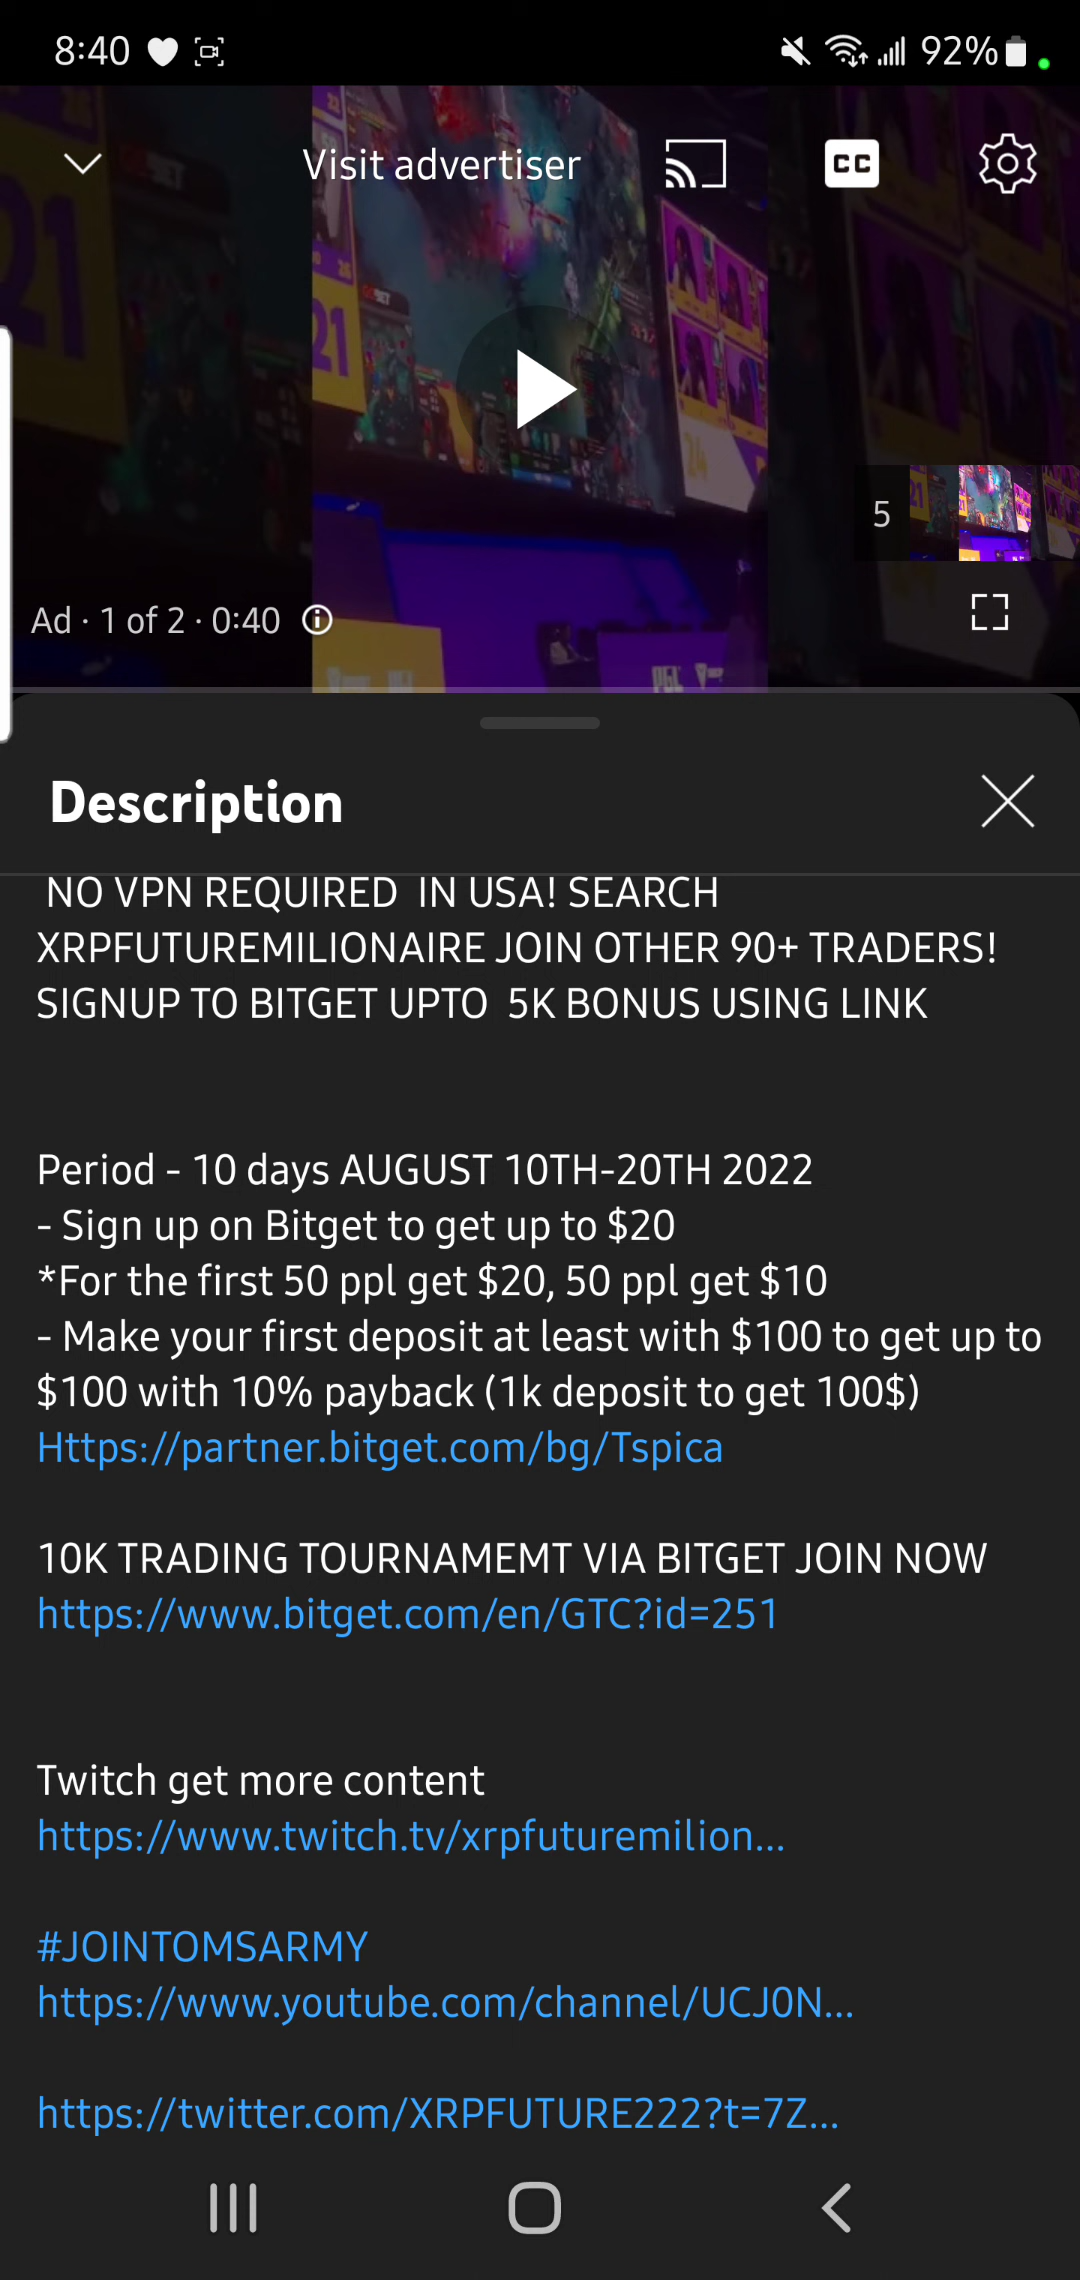 8:40
92%
Visit advertiser
CC
21
21
24
5
21
Ad · 1 of 2 · 0:40
PGL
Description
NO VPN REQUIRED  IN USA! SEARCH
XRPFUTUREMILIONAIRE JOIN OTHER 90+ TRADERS!
SIGNUP TO BITGET UPTO  5K BONUS USING LINK
Period - 10 days AUGUST 10TH-20TH 2022
- Sign up on Bitget to get up to $20
*For the first 50 ppl get $20, 50 ppl get $10
- Make your first deposit at least with $100 to get up to
$100 with 10% payback (1k deposit to get 100$)
Https://partner.bitget.com/bg/Tspica
10K TRADING TOURNAMEMT VIA BITGET JOIN NOW
https://www.bitget.com/en/GTC?id=251
Twitch get more content
https://www.twitch.tv/xrpfuturemilion...
#JOINTOMSARMY
https://www.youtube.com/channel/UCJ0N...
https://twitter.com/XRPFUTURE222?t=7Z...